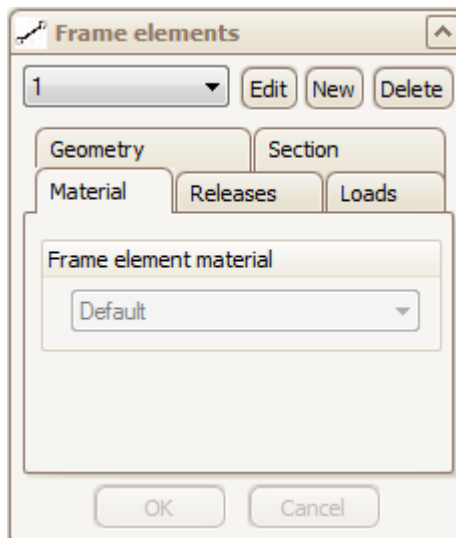 Frame elements
1 Edit New Delete
Geometry Section
Material Releases Loads
Frame element material
Default
OK Cancel